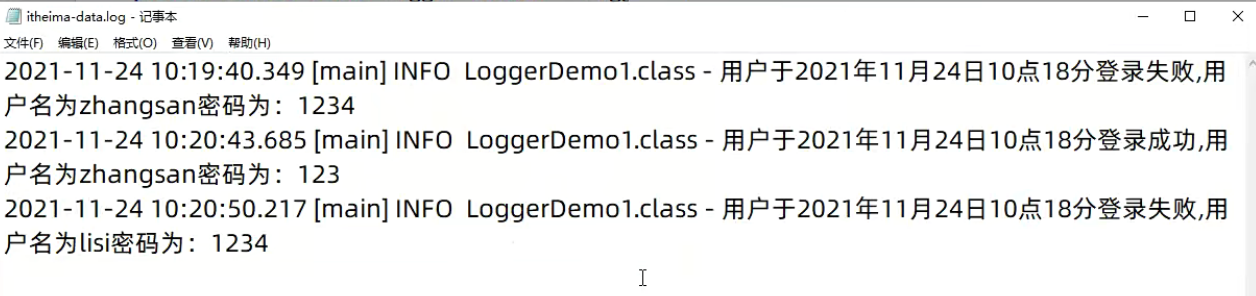 itheima-data.log - 记事本
文件(F) 编辑(E) 格式(O) 查看(V) 帮助(H)
2021-11-24 10:19:40.349 [main] INFO  LoggerDemo1.class - 用户于2021年11月24日10点18分登录失败,用
户名为zhangsan密码为：1234
2021-11-24 10:20:43.685 [main] INFO  LoggerDemo1.class - 用户于2021年11月24日10点18分登录成功,用
户名为zhangsan密码为：123
2021-11-24 10:20:50.217 [main] INFO  LoggerDemo1.class - 用户于2021年11月24日10点18分登录失败,用
户名为lisi密码为：1234